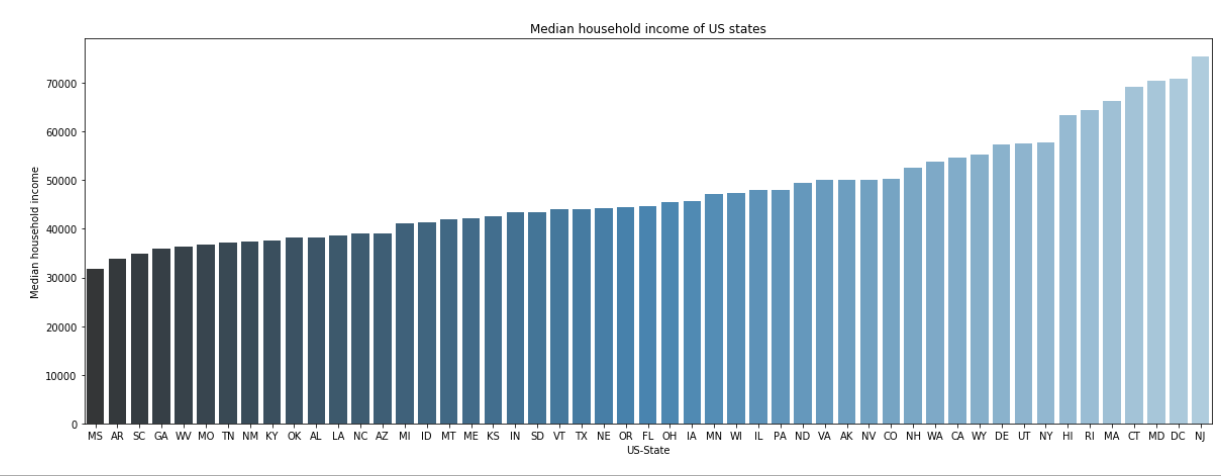 Median household income of US states
Median household income
70000
60000
50000
40000
30000
20000
10000
0
MS AR SC GA WV MO TN NM KY OK AL LA NC AZ MI ID MT ME KS IN SD VT TX NE OR FL OH IA MN WI IL PA ND VA AK NV CO NH WA CA WY DE UT NY HI RI MA CT MD DC NJ
US-State